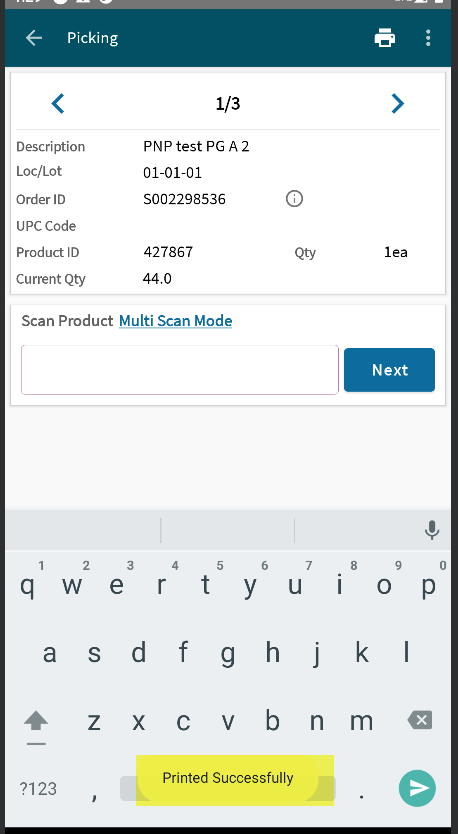 Picking
1/3
Description PNP test PG A 2
Loc/Lot 01-01-01
Order ID S002298536
UPC Code
Product ID 427867 Qty 1ea
Current Qty 44.0
Scan Product Multi Scan Mode
Next
1 2 3 4 5 6 7 8 9 0
q w e r t y u i o p
a s d f g h j k l
z x c v b n m
?123 , .
Printed Successfully